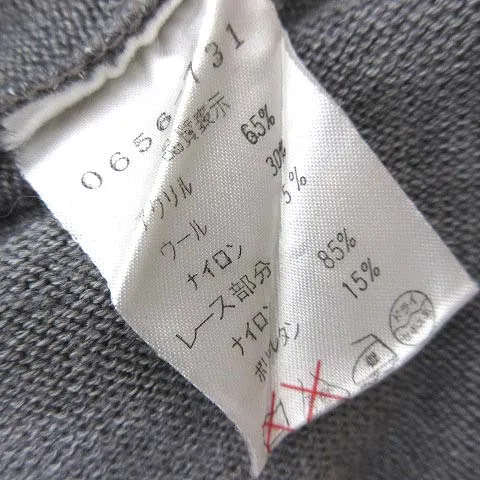 0656 731
品質表示
アクリル 65%
ウール 30%
ナイロン 5%
レース部分
ナイロン 85%
ポリウレタン 15%
ドライ